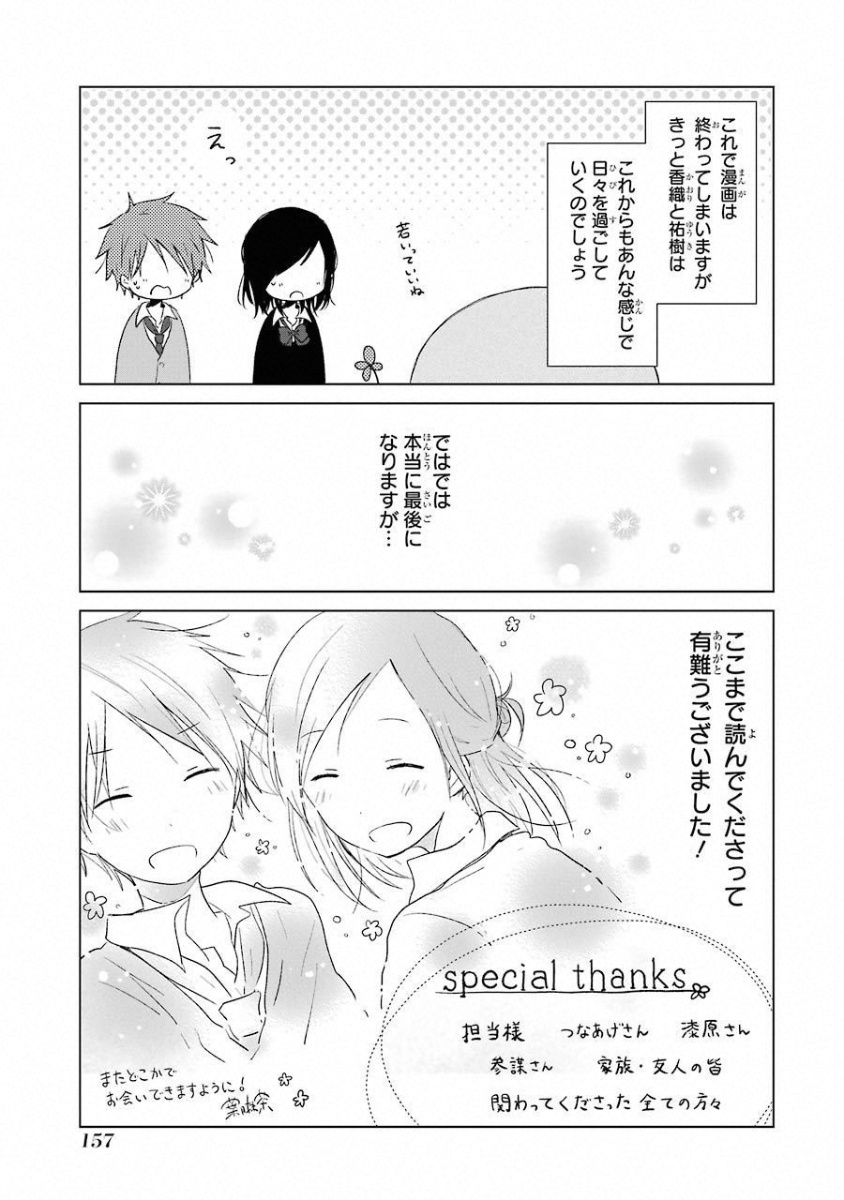 これで漫画は
終わってしまいますが
きっと香織と祐樹は
これからもあんな感じで
日々を過ごして
いくのでしょう
若いっていいね
えっ
ではでは
本当に最後に
なりますが…
ここまで読んでくださって
有難うございました!
special thanks
担当様 つなあげさん 漆原さん
参謀さん 家族・友人の皆
関わってくださった全ての方々
またどこかで
お会いできますように!
葉月抹茶
157